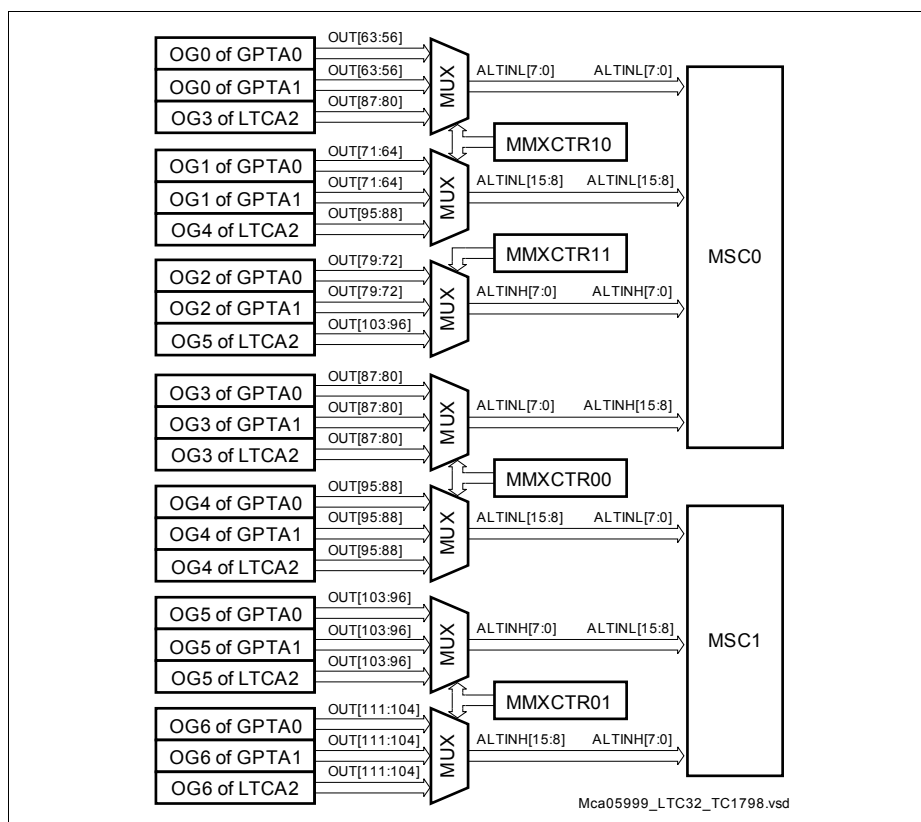 OUT[63:56]
OG0 of GPTA0
OUT[63:56]
ALTINL[7:0] ALTINL[7:0]
OG0 of GPTA1
MUX
OUT[87:80]
OG3 of LTCA2
MMXCTR10
OUT[71:64]
OG1 of GPTA0
OUT[71:64]
ALTINL[15:8] ALTINL[15:8]
OG1 of GPTA1
MUX
OUT[95:88]
OG4 of LTCA2
MSC0
MMXCTR11
OUT[79:72]
OG2 of GPTA0
OUT[79:72]
ALTINH[7:0] ALTINH[7:0]
OG2 of GPTA1
MUX
OUT[103:96]
OG5 of LTCA2
OUT[87:80]
OG3 of GPTA0
OUT[87:80]
ALTINL[7:0] ALTINH[15:8]
OG3 of GPTA1
MUX
OUT[87:80]
OG3 of LTCA2
MMXCTR00
OUT[95:88]
OG4 of GPTA0
OUT[95:88]
ALTINL[15:8] ALTINL[7:0]
OG4 of GPTA1
MUX
OUT[95:88]
OG4 of LTCA2
OUT[103:96]
OG5 of GPTA0
OUT[103:96]
ALTINH[7:0] ALTINL[15:8]
OG5 of GPTA1
MUX
MSC1
OUT[103:96]
OG5 of LTCA2
MMXCTR01
OUT[111:104]
OG6 of GPTA0
OUT[111:104]
ALTINH[15:8] ALTINH[7:0]
OG6 of GPTA1
MUX
OUT[111:104]
OG6 of LTCA2
Mca05999_LTC32_TC1798.vsd